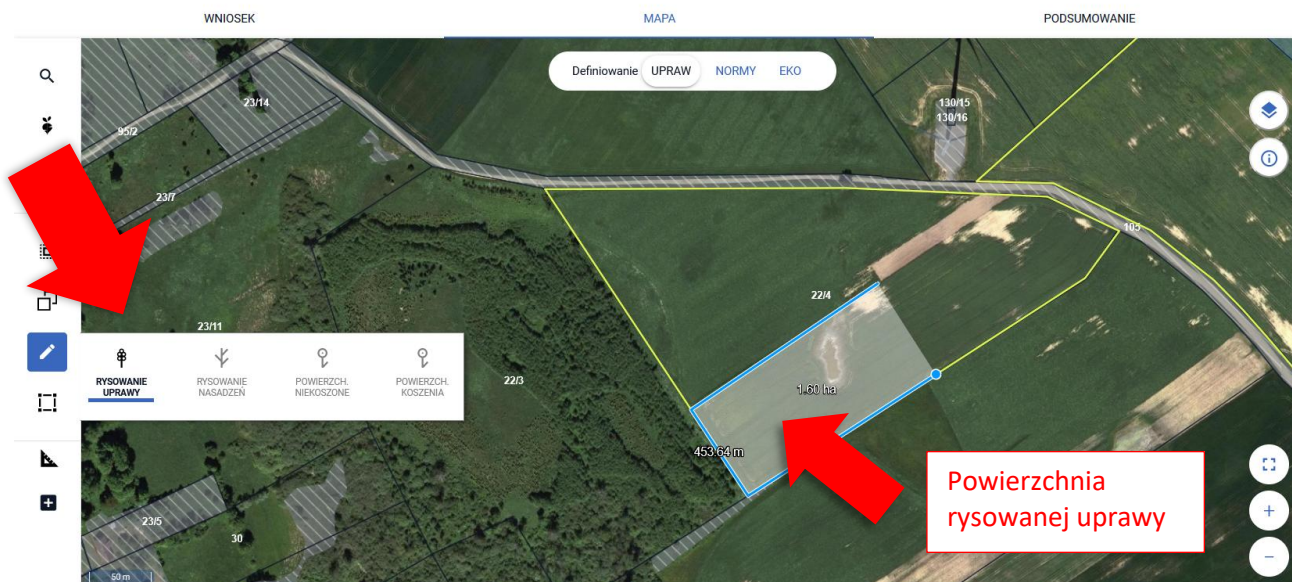 WNIOSEK
MAPA
PODSUMOWANIE
Definiowanie UPRAW NORMY EKO
23/14
130/15
130/16
95/2
23/7
105
22/4
23/11
RYSOWANIE
UPRAWY
RYSOWANIE
NASADZEŃ
POWIERZCH.
NIEKOSZONE
POWIERZCH.
KOSZENIA
22/3
1.60 ha
453.64 m
Powierzchnia
rysowanej uprawy
23/5
30
50 m